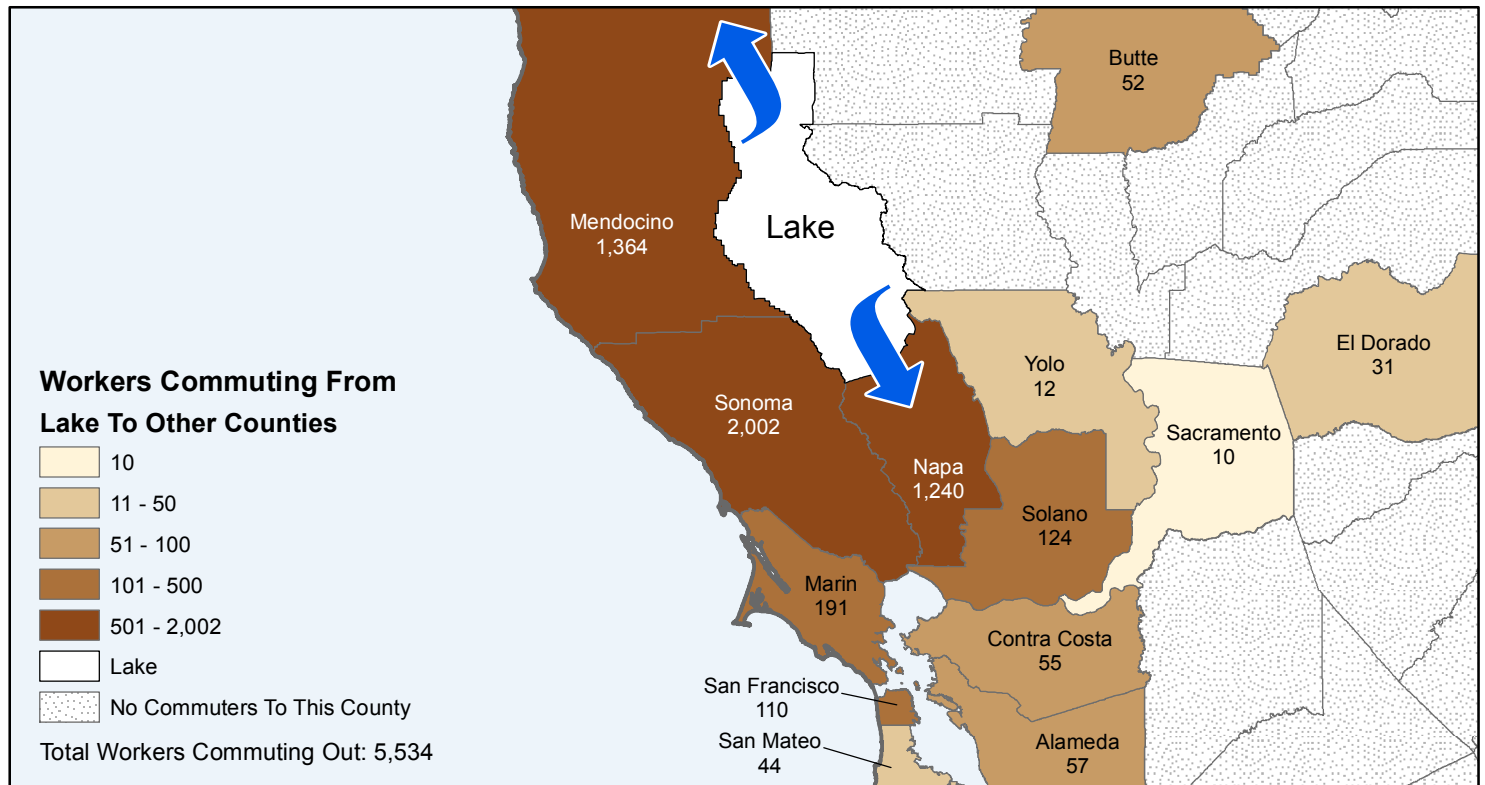 Butte
52
Mendocino
1,364
Lake
El Dorado
31
Yolo
12
Sonoma
2,002
Sacramento
10
Napa
1,240
Solano
124
Marin
191
Contra Costa
55
San Francisco
110
San Mateo
44
Alameda
57
Workers Commuting From
Lake To Other Counties
10
11 - 50
51 - 100
101 - 500
501 - 2,002
Lake
No Commuters To This County
Total Workers Commuting Out: 5,534